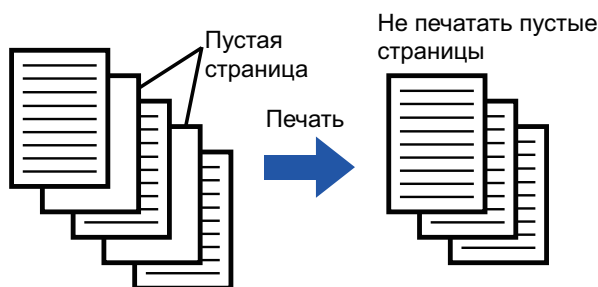 Пустая
страница
Печать
Не печатать пустые
страницы